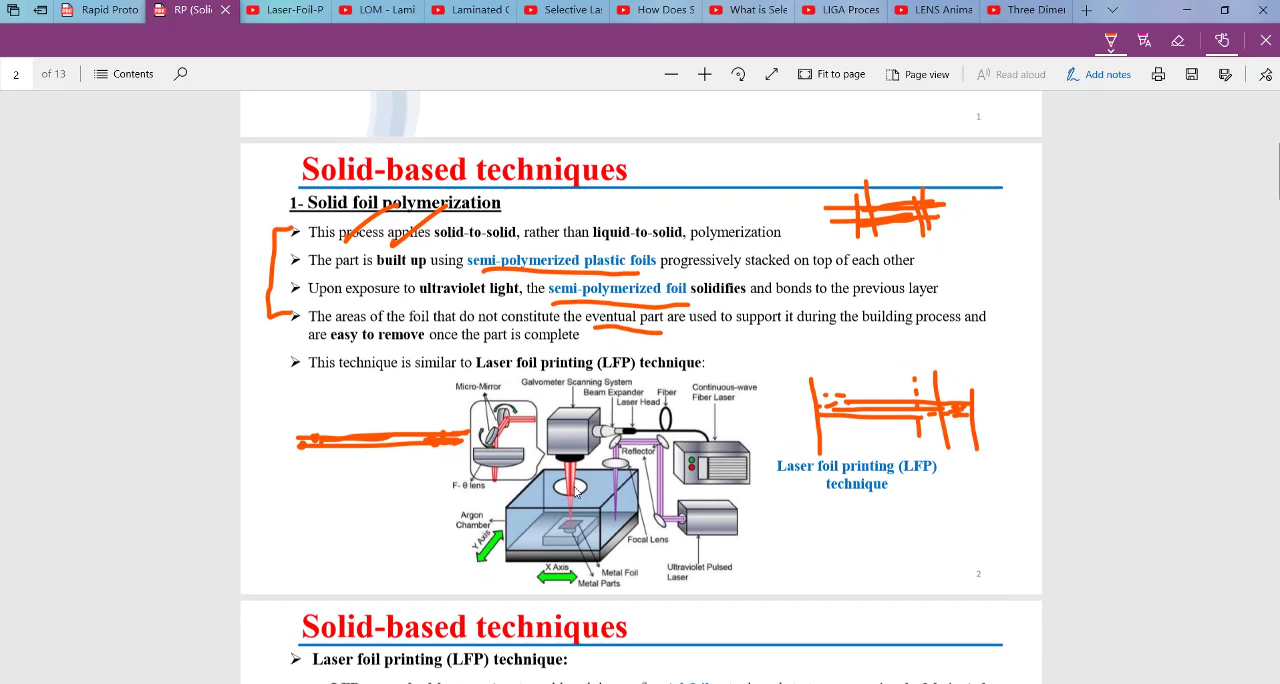 Rapid Proto
RP (Soli
Laser-Foil-P
LOM - Lami
Laminated
Selective La
How Does S
What is Sele
LIGA Proces
LENS Anima
Three Dimer
2 of 13
Contents
Fit to page
Page view
Read aloud
Add notes
1
Solid-based techniques
1- Solid foil polymerization
➢ This process applies solid-to-solid, rather than liquid-to-solid, polymerization
➢ The part is built up using semi-polymerized plastic foils progressively stacked on top of each other
➢ Upon exposure to ultraviolet light, the semi-polymerized foil solidifies and bonds to the previous layer
➢ The areas of the foil that do not constitute the eventual part are used to support it during the building process and
are easy to remove once the part is complete
➢ This technique is similar to Laser foil printing (LFP) technique:
Micro-Mirror
Galvometer Scanning System
Beam Expander
Laser Head
Fiber
Continuous-wave
Fiber Laser
Reflector
F- θ lens
Argon
Chamber
Y Axis
X Axis
Focal Lens
Metal Foil
Metal Parts
Ultraviolet Pulsed
Laser
Laser foil printing (LFP)
technique
2
Solid-based techniques
➢ Laser foil printing (LFP) technique: